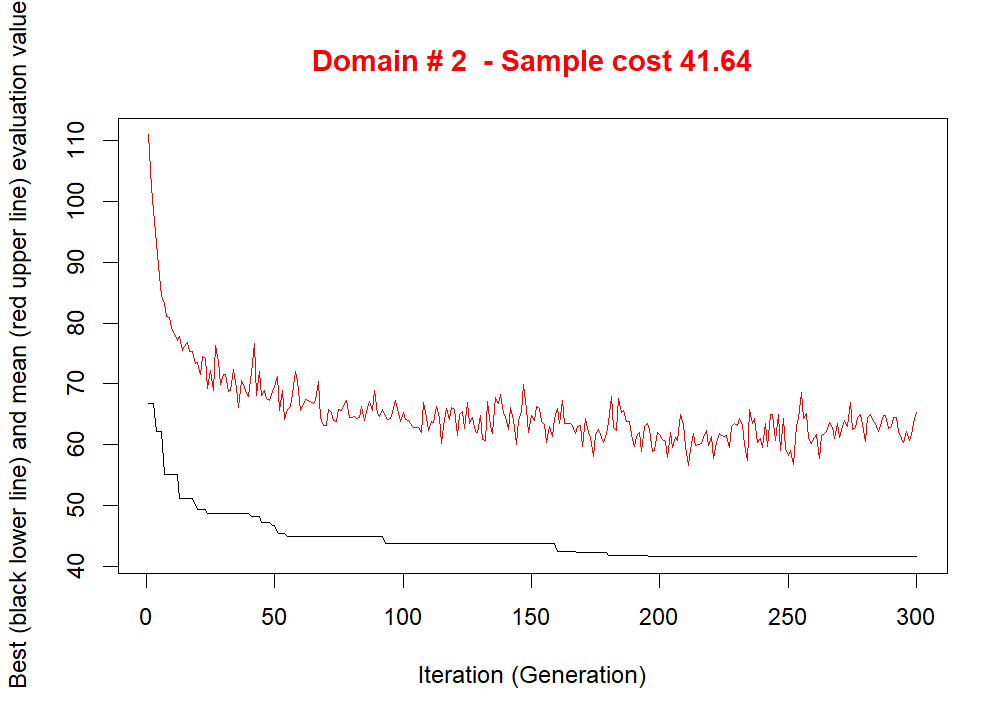 Domain # 2  - Sample cost 41.64
Best (black lower line) and mean (red upper line) evaluation value
110
100
90
80
70
60
50
40
0 50 100 150 200 250 300
Iteration (Generation)